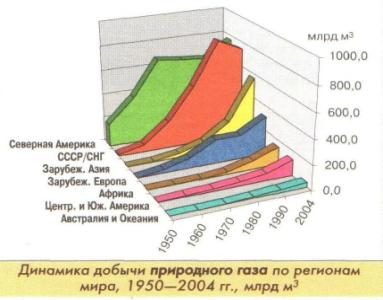 млрд м³
1000,0
800,0
600,0
400,0
200,0
0,0
Северная Америка
СССР/СНГ
Зарубеж. Азия
Зарубеж. Европа
Африка
Центр. и Юж. Америка
Австралия и Океания
1950
1960
1970
1980
1990
2004
Динамика добычи природного газа по регионам
мира, 1950—2004 гг., млрд м³